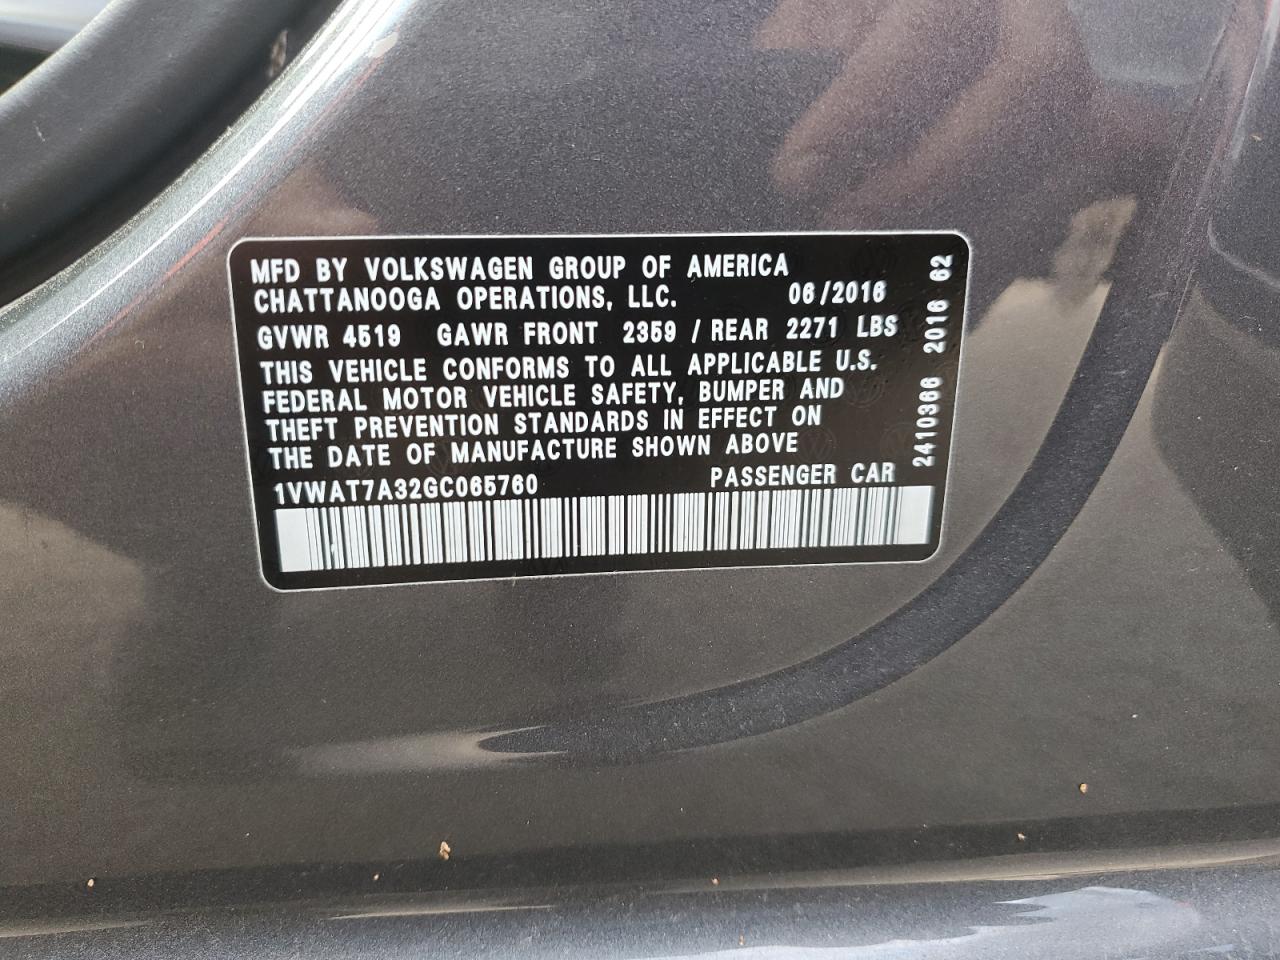 MFD BY VOLKSWAGEN GROUP OF AMERICA
CHATTANOOGA OPERATIONS, LLC. 06/2016
GVWR 4519 GAWR FRONT 2359 / REAR 2271 LBS
THIS VEHICLE CONFORMS TO ALL APPLICABLE U.S.
FEDERAL MOTOR VEHICLE SAFETY, BUMPER AND
THEFT PREVENTION STANDARDS IN EFFECT ON
THE DATE OF MANUFACTURE SHOWN ABOVE
1VWAT7A32GC065760 PASSENGER CAR
2410366 2016 62